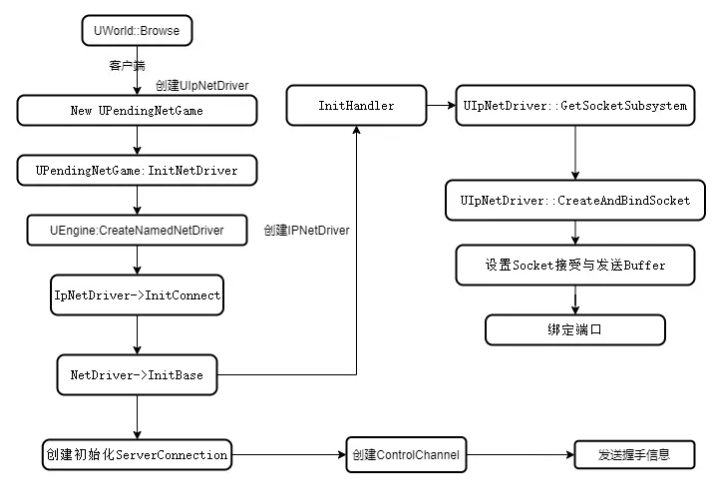 UWorld::Browse
客户端
创建UIpNetDriver
New UPendingNetGame
UPendingNetGame:InitNetDriver
UEngine:CreateNamedNetDriver
创建IPNetDriver
IpNetDriver->InitConnect
NetDriver->InitBase
InitHandler
UIpNetDriver::GetSocketSubsystem
UIpNetDriver::CreateAndBindSocket
设置Socket接受与发送Buffer
绑定端口
创建初始化ServerConnection
创建ControlChannel
发送握手信息